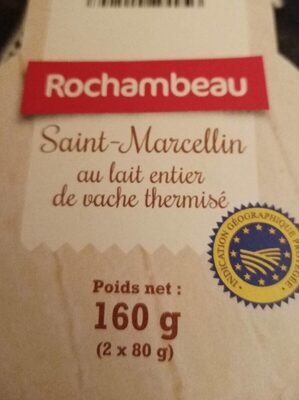 Rochambeau
Saint-Marcellin
au lait entier
de vache thermisé
INDICATION GÉOGRAPHIQUE PROTÉGÉE
Poids net :
160 g
(2 x 80 g)